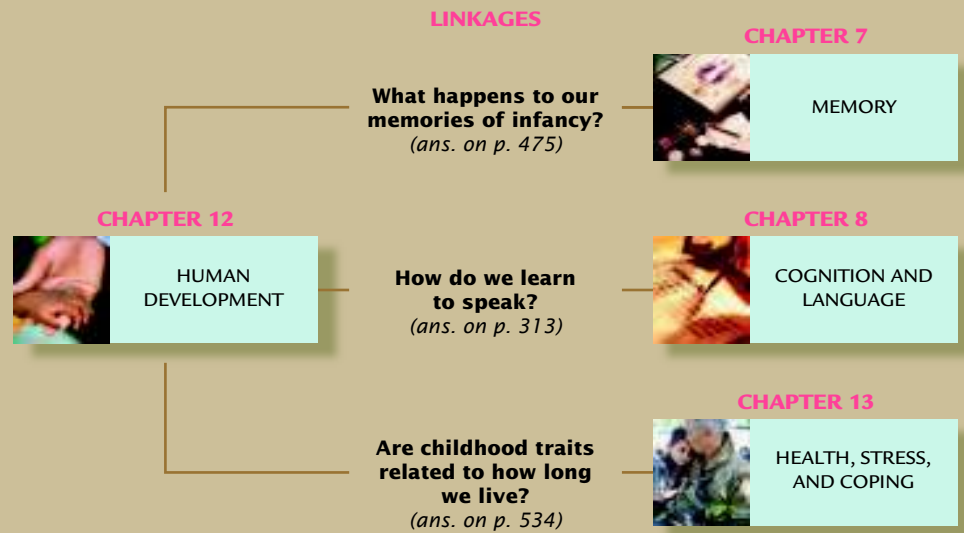 LINKAGES
CHAPTER 7
What happens to our
memories of infancy?
(ans. on p. 475)
MEMORY
CHAPTER 12
HUMAN
DEVELOPMENT
CHAPTER 8
How do we learn
to speak?
(ans. on p. 313)
COGNITION AND
LANGUAGE
CHAPTER 13
Are childhood traits
related to how long
we live?
(ans. on p. 534)
HEALTH, STRESS,
AND COPING